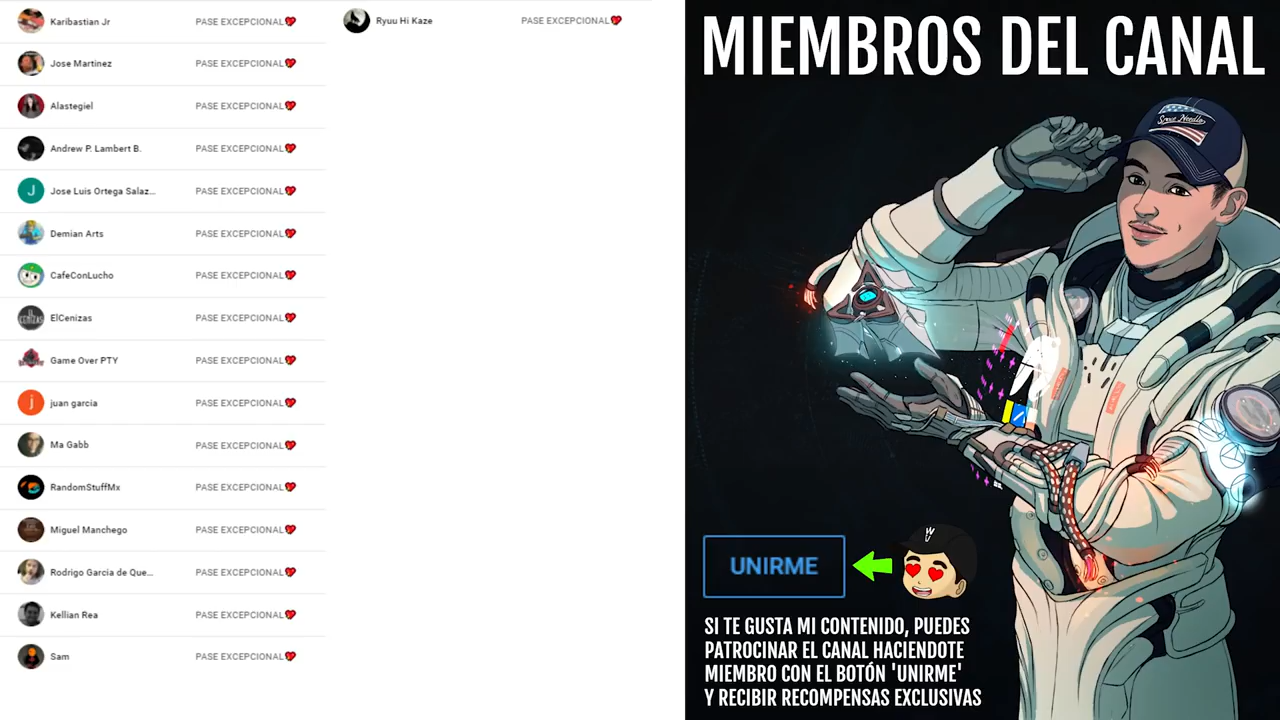 Karibastian Jr PASE EXCEPCIONAL
Jose Martinez PASE EXCEPCIONAL
Alastegiel PASE EXCEPCIONAL
Andrew P. Lambert B. PASE EXCEPCIONAL
J Jose Luis Ortega Salaz... PASE EXCEPCIONAL
Demian Arts PASE EXCEPCIONAL
CafeConLucho PASE EXCEPCIONAL
ElCenizas PASE EXCEPCIONAL
Game Over PTY PASE EXCEPCIONAL
j juan garcia PASE EXCEPCIONAL
Ma Gabb PASE EXCEPCIONAL
RandomStuffMx PASE EXCEPCIONAL
Miguel Manchego PASE EXCEPCIONAL
Rodrigo Garcia de Que... PASE EXCEPCIONAL
Kellian Rea PASE EXCEPCIONAL
Sam PASE EXCEPCIONAL
Ryuu Hi Kaze PASE EXCEPCIONAL
MIEMBROS DEL CANAL
Space Needle
UNIRME
SI TE GUSTA MI CONTENIDO, PUEDES
PATROCINAR EL CANAL HACIENDOTE
MIEMBRO CON EL BOTÓN 'UNIRME'
Y RECIBIR RECOMPENSAS EXCLUSIVAS